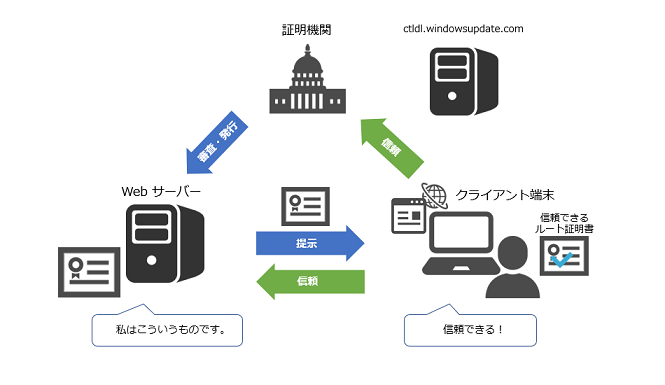 証明機関
ctldl.windowsupdate.com
審査・発行
信頼
Web サーバー
クライアント端末
信頼できる
ルート証明書
提示
信頼
私はこういうものです。
信頼できる！